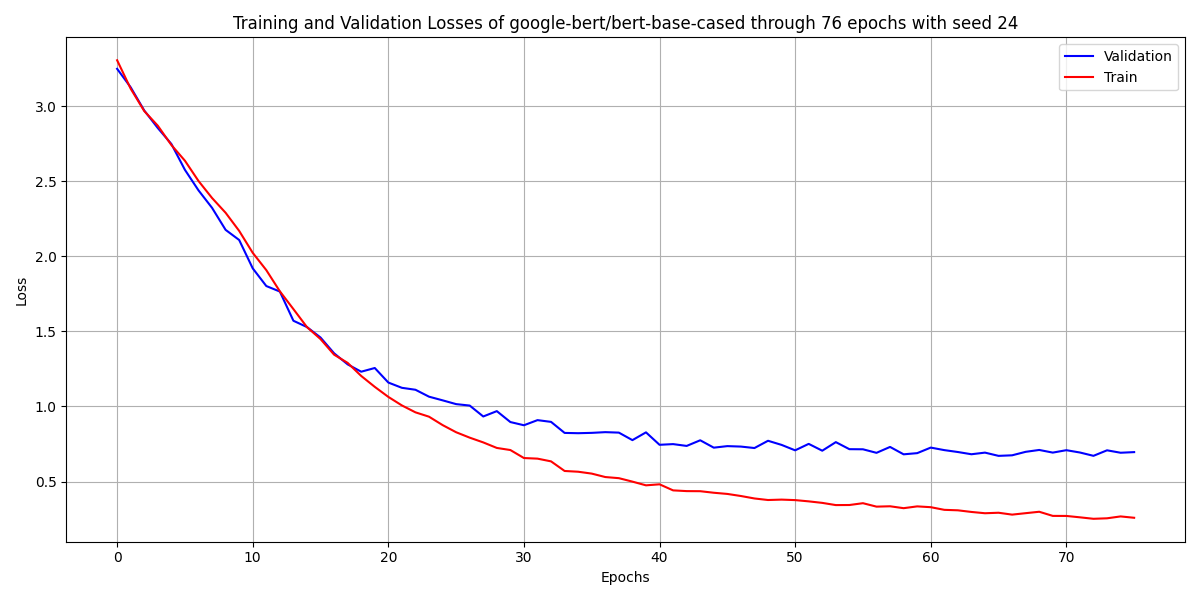 Training and Validation Losses of google-bert/bert-base-cased through 76 epochs with seed 24
Validation
Train
3.0
2.5
2.0
1.5
1.0
0.5
Loss
0 10 20 30 40 50 60 70
Epochs